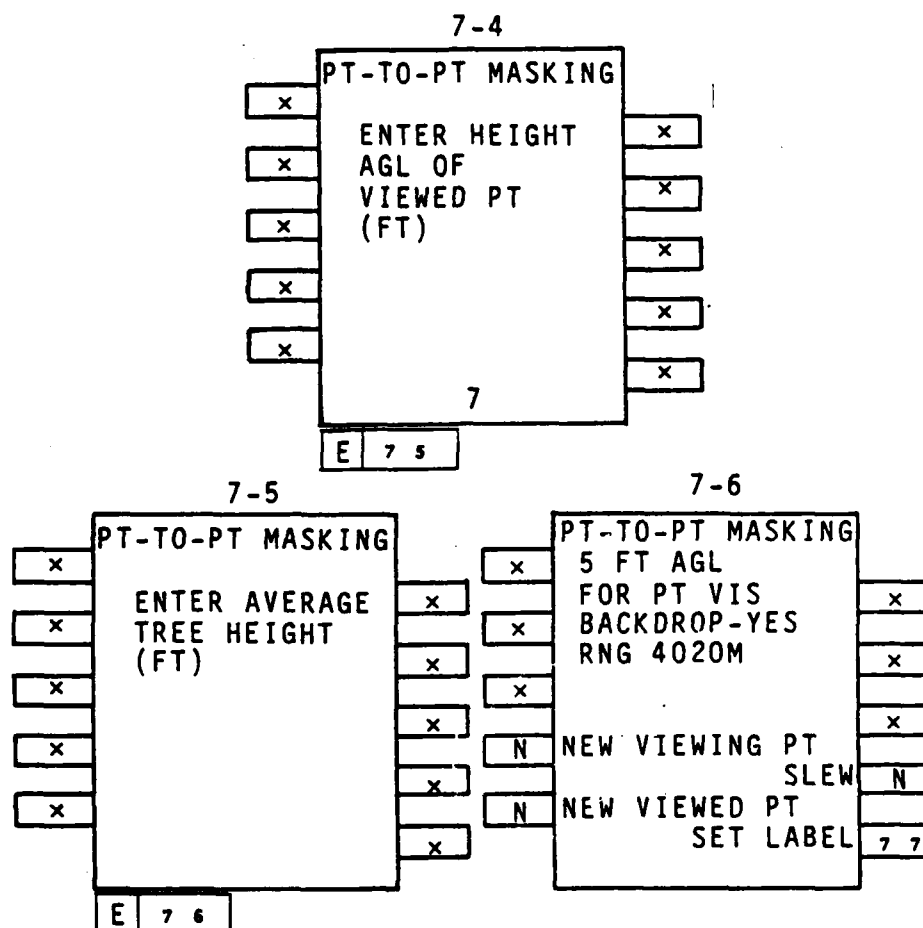 7-4
PT-TO-PT MASKING
x
ENTER HEIGHT
x
x
AGL OF
x
VIEWED PT
x
(FT)
x
x
x
x
x
7
E 7 5
7-5
PT-TO-PT MASKING
x
ENTER AVERAGE
x
x
TREE HEIGHT
(FT)
x
x
x
x
x
x
x
E 7 6
7-6
PT-TO-PT MASKING
x
5 FT AGL
FOR PT VIS
x
x
BACKDROP-YES
RNG 4020M
x
x
x
N NEW VIEWING PT
SLEW N
N NEW VIEWED PT
SET LABEL 7 7